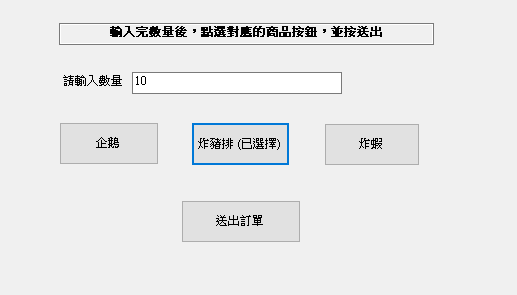 輸入完數量後，點選對應的商品按鈕，並按送出
請輸入數量 10
企鵝 炸豬排 (已選擇) 炸蝦
送出訂單